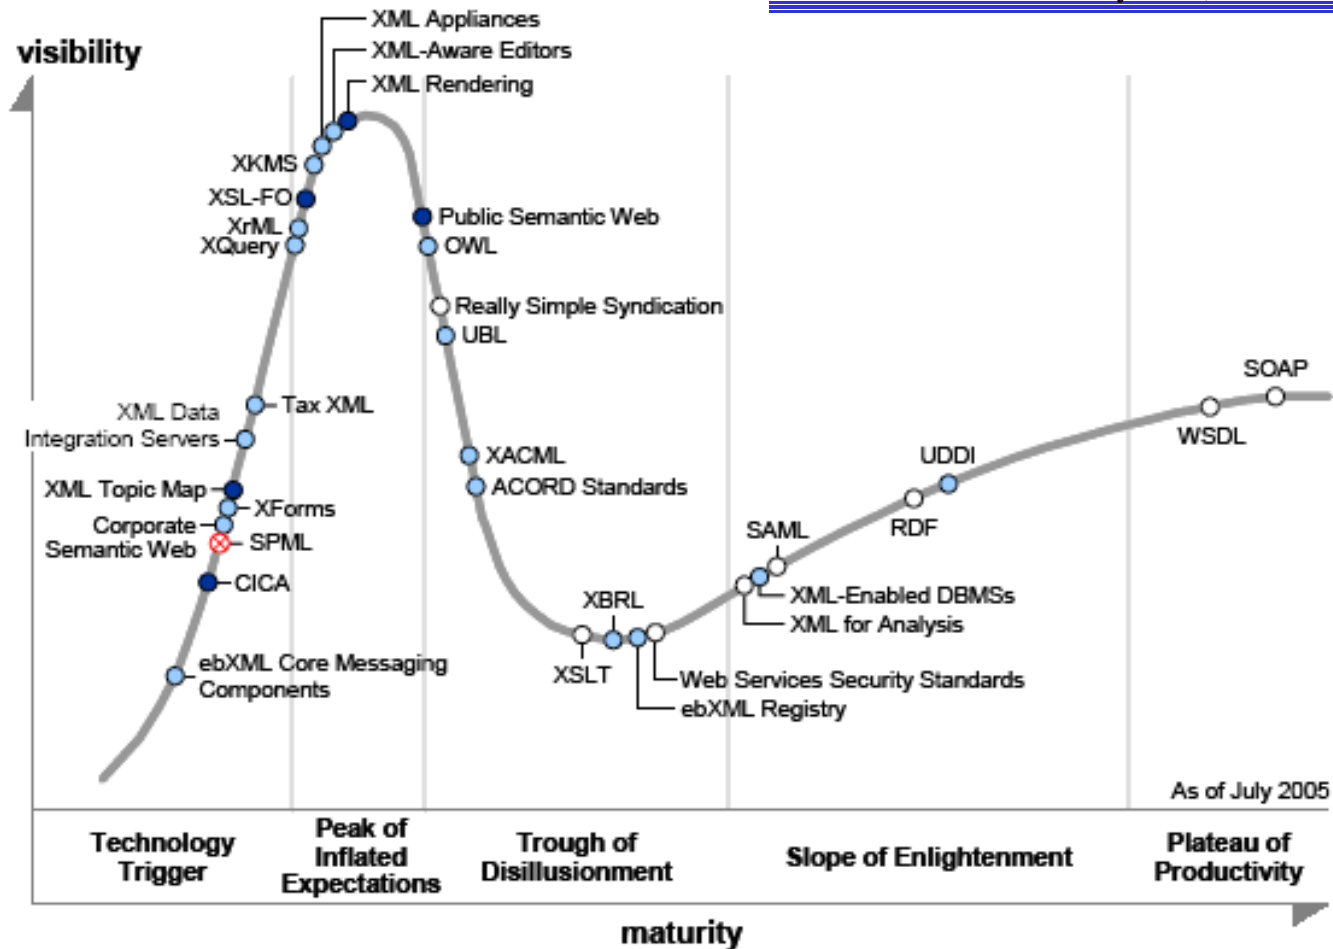 visibility
XML Appliances
XML-Aware Editors
XML Rendering
XKMS
XSL-FO
XrML
XQuery
Public Semantic Web
OWL
Really Simple Syndication
UBL
SOAP
Tax XML
XML Data
Integration Servers
WSDL
XACML
UDDI
ACORD Standards
XML Topic Map
XForms
Corporate
Semantic Web
SPML
RDF
SAML
CICA
XML-Enabled DBMSs
XBRL
XML for Analysis
ebXML Core Messaging
Components
XSLT
Web Services Security Standards
ebXML Registry
As of July 2005
Technology
Trigger
Peak of
Inflated
Expectations
Trough of
Disillusionment
Slope of Enlightenment
Plateau of
Productivity
maturity